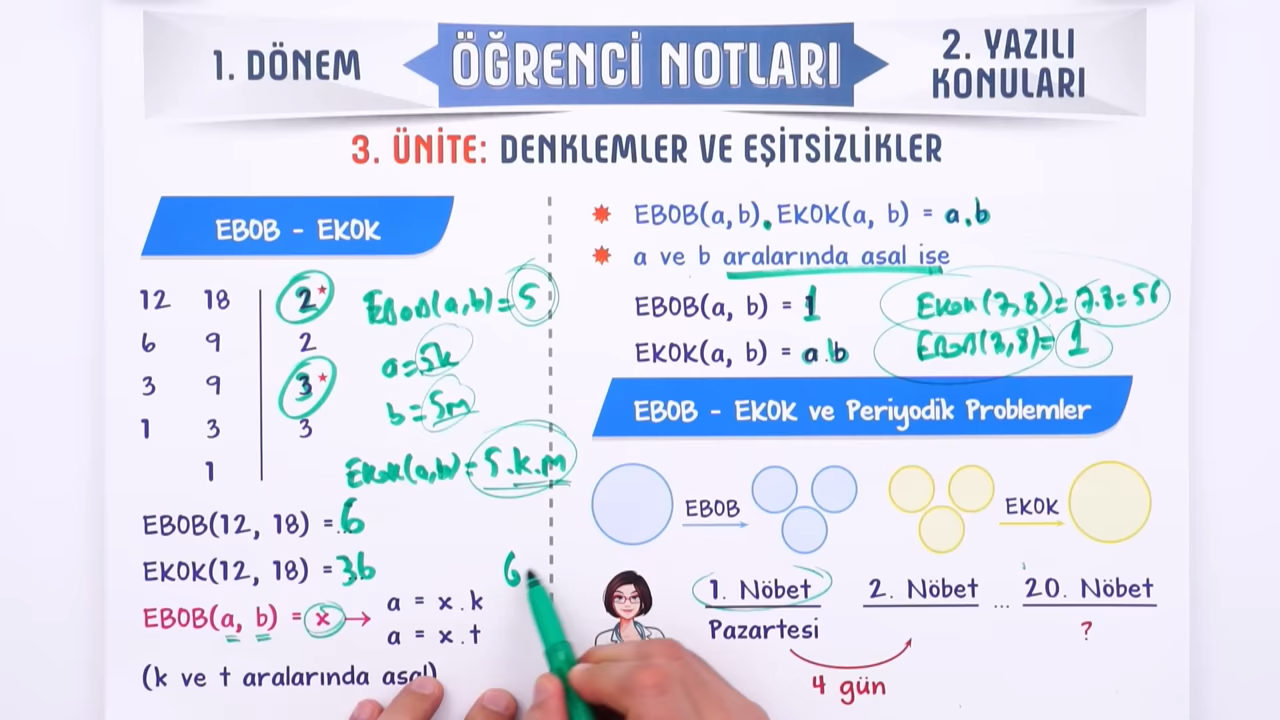 1. DÖNEM
ÖĞRENCİ NOTLARI
2. YAZILI
KONULARI
3. ÜNİTE: DENKLEMLER VE EŞİTSİZLİKLER
EBOB - EKOK
12 18 2*
6 9 2
3 9 3*
1 3 3
1
EBOB(a,b)=5
a=5k
b=5m
EKOK(a,b)=5.k.m
EBOB(12, 18) = 6
EKOK(12, 18) = 36
EBOB(a, b) = x → a = x.k
a = x.t
(k ve t aralarında asal)
6
EBOB(a,b).EKOK(a, b) = a.b
a ve b aralarında asal ise
EBOB(a, b) = 1
EKOK(a, b) = a.b
EKOK(7,8)=7.8=56
EBOB(7,8)=1
EBOB - EKOK ve Periyodik Problemler
EBOB
EKOK
1. Nöbet 2. Nöbet ... 20. Nöbet
Pazartesi ?
4 gün